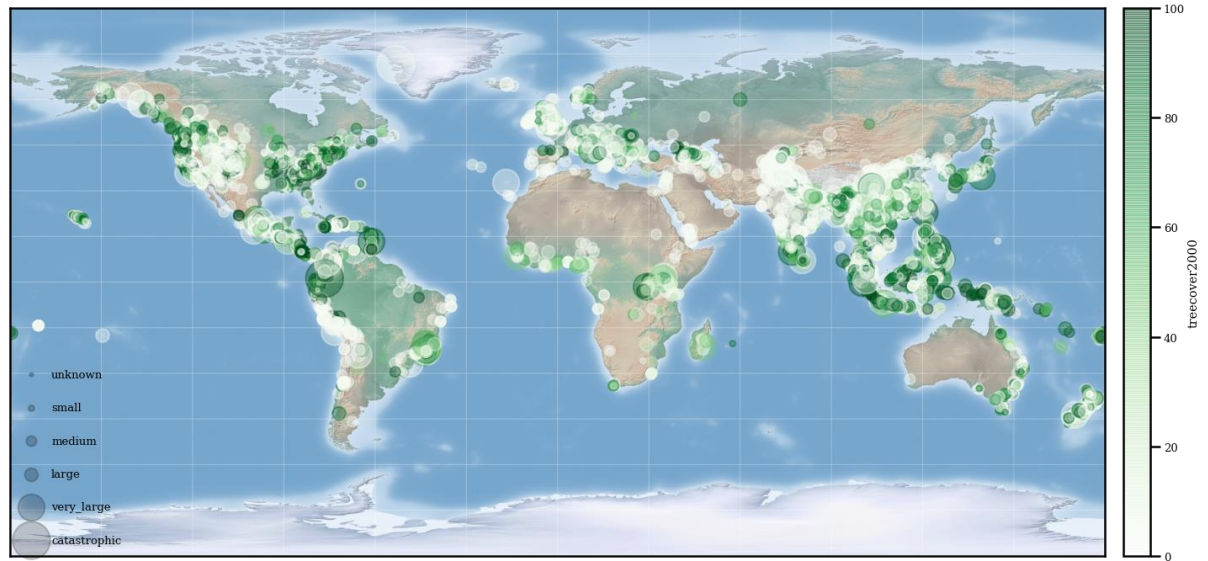 100
80
60
40
20
0
treecover2000
unknown
small
medium
large
very_large
catastrophic